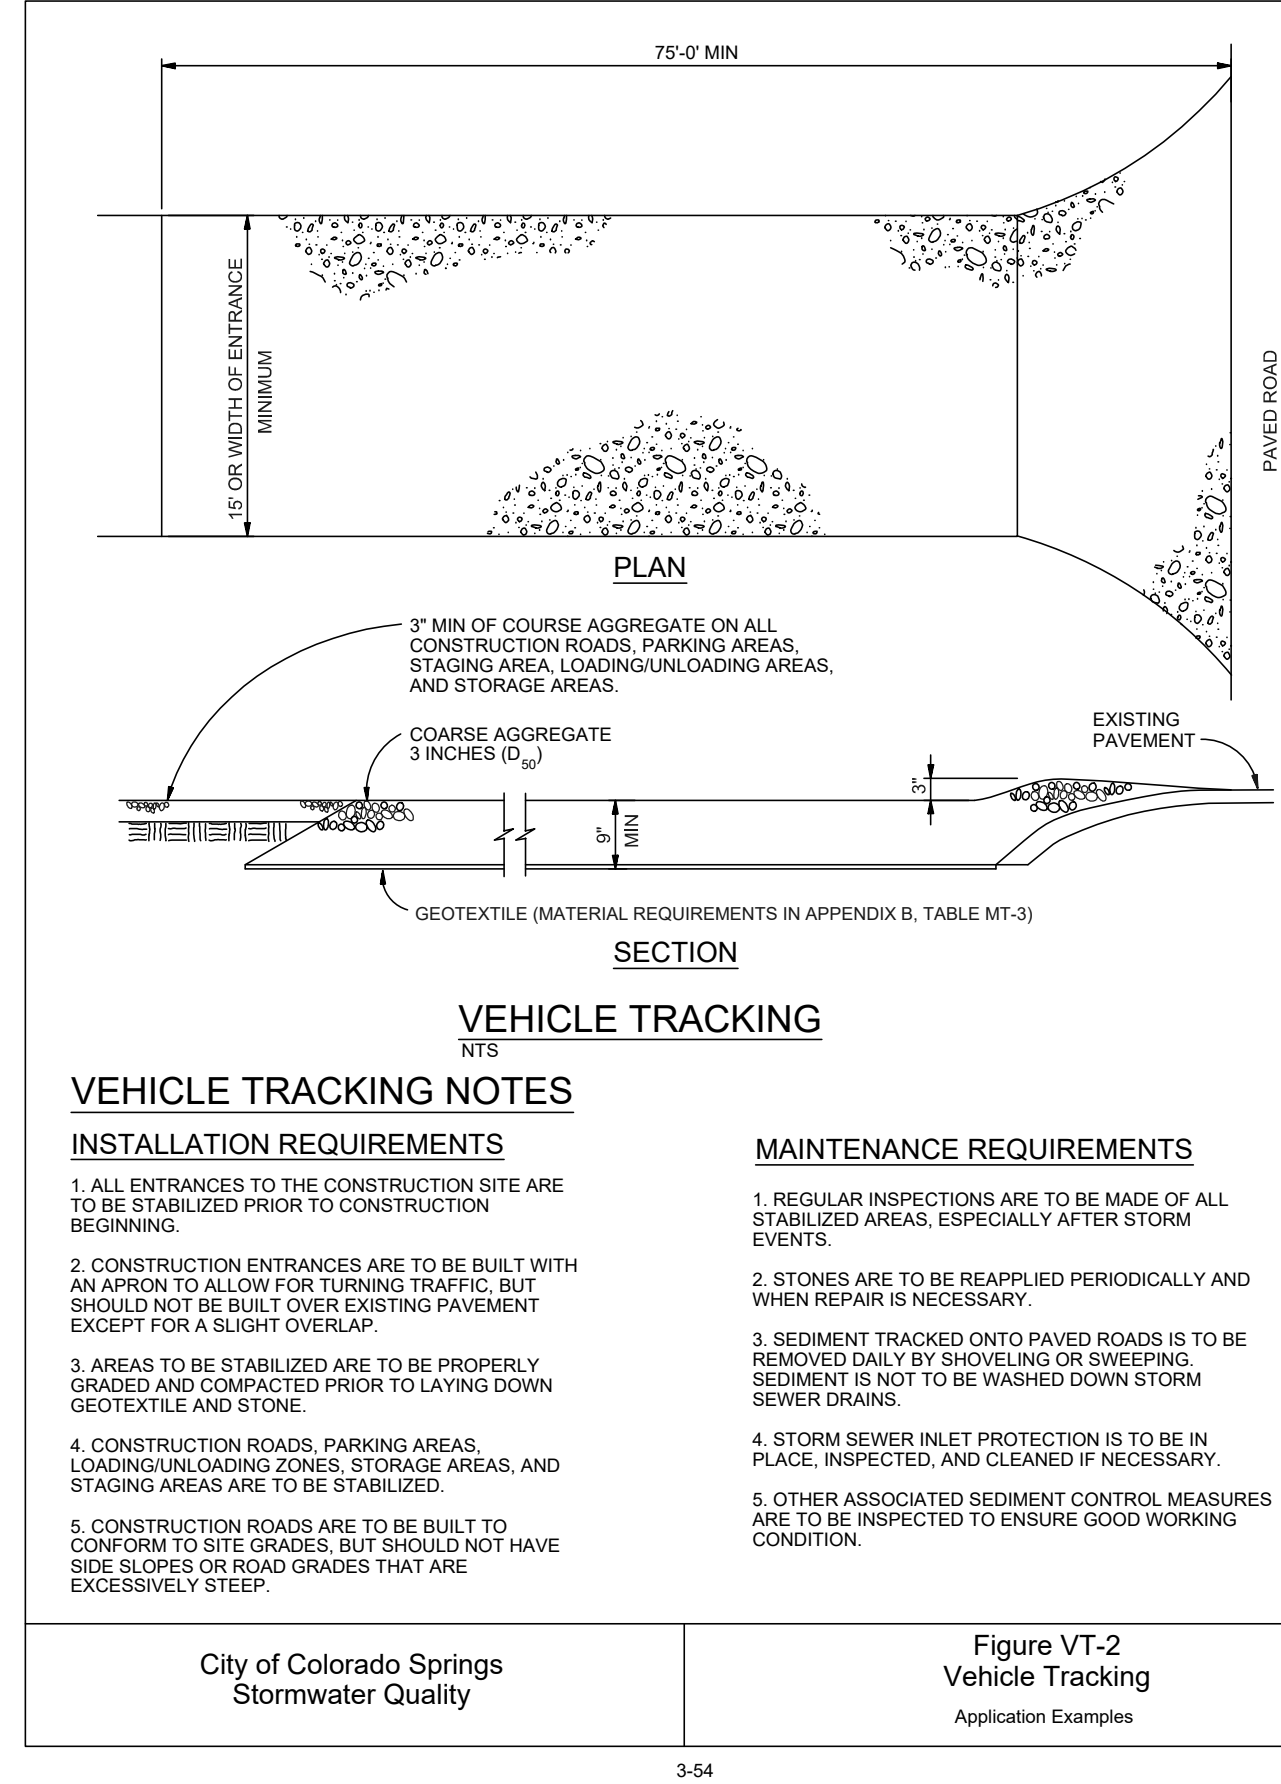 75'-0' MIN
15' OR WIDTH OF ENTRANCE
MINIMUM
PAVED ROAD
PLAN
3" MIN OF COURSE AGGREGATE ON ALL
CONSTRUCTION ROADS, PARKING AREAS,
STAGING AREA, LOADING/UNLOADING AREAS,
AND STORAGE AREAS.
COARSE AGGREGATE
3 INCHES (D50)
EXISTING
PAVEMENT
3"
9"
MIN
GEOTEXTILE (MATERIAL REQUIREMENTS IN APPENDIX B, TABLE MT-3)
SECTION
VEHICLE TRACKING
NTS
VEHICLE TRACKING NOTES
INSTALLATION REQUIREMENTS
1. ALL ENTRANCES TO THE CONSTRUCTION SITE ARE
TO BE STABILIZED PRIOR TO CONSTRUCTION
BEGINNING.
2. CONSTRUCTION ENTRANCES ARE TO BE BUILT WITH
AN APRON TO ALLOW FOR TURNING TRAFFIC, BUT
SHOULD NOT BE BUILT OVER EXISTING PAVEMENT
EXCEPT FOR A SLIGHT OVERLAP.
3. AREAS TO BE STABILIZED ARE TO BE PROPERLY
GRADED AND COMPACTED PRIOR TO LAYING DOWN
GEOTEXTILE AND STONE.
4. CONSTRUCTION ROADS, PARKING AREAS,
LOADING/UNLOADING ZONES, STORAGE AREAS, AND
STAGING AREAS ARE TO BE STABILIZED.
5. CONSTRUCTION ROADS ARE TO BE BUILT TO
CONFORM TO SITE GRADES, BUT SHOULD NOT HAVE
SIDE SLOPES OR ROAD GRADES THAT ARE
EXCESSIVELY STEEP.
MAINTENANCE REQUIREMENTS
1. REGULAR INSPECTIONS ARE TO BE MADE OF ALL
STABILIZED AREAS, ESPECIALLY AFTER STORM
EVENTS.
2. STONES ARE TO BE REAPPLIED PERIODICALLY AND
WHEN REPAIR IS NECESSARY.
3. SEDIMENT TRACKED ONTO PAVED ROADS IS TO BE
REMOVED DAILY BY SHOVELING OR SWEEPING.
SEDIMENT IS NOT TO BE WASHED DOWN STORM
SEWER DRAINS.
4. STORM SEWER INLET PROTECTION IS TO BE IN
PLACE, INSPECTED, AND CLEANED IF NECESSARY.
5. OTHER ASSOCIATED SEDIMENT CONTROL MEASURES
ARE TO BE INSPECTED TO ENSURE GOOD WORKING
CONDITION.
City of Colorado Springs
Stormwater Quality
Figure VT-2
Vehicle Tracking
Application Examples
3-54